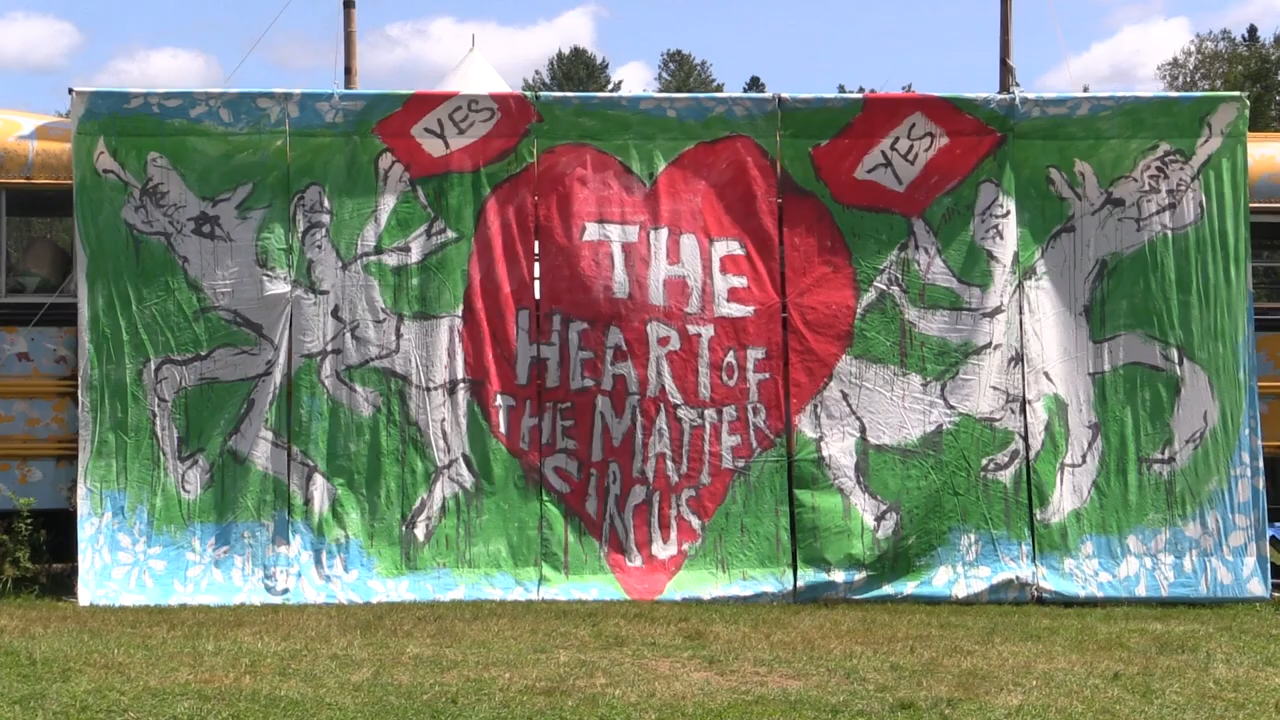 YES
YES
THE
HEART OF
THE MATTER
CIRCUS